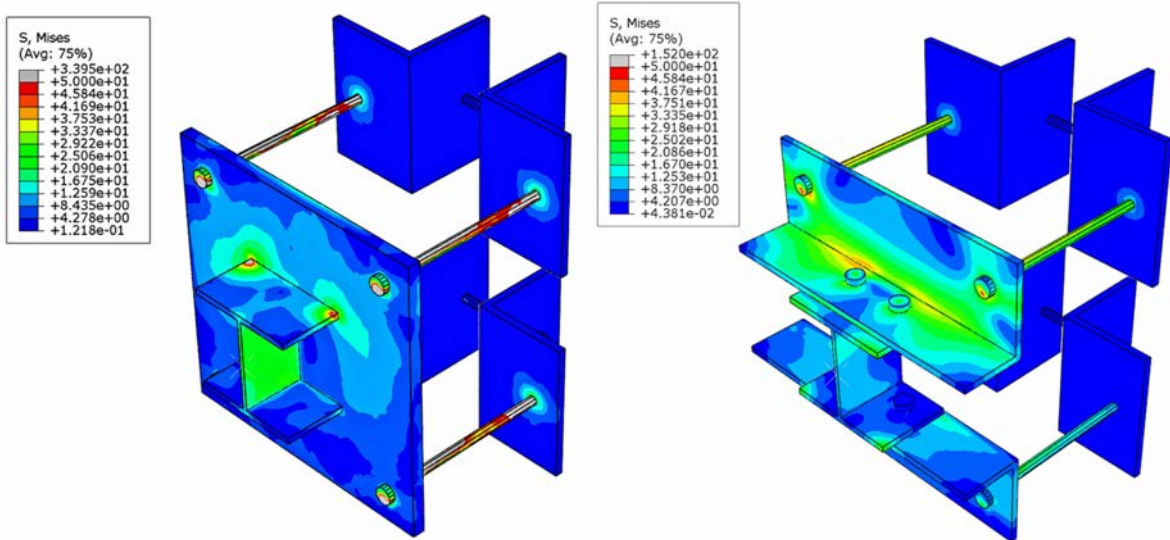 S, Mises
(Avg: 75%)
+3.395e+02
+5.000e+01
+4.584e+01
+4.169e+01
+3.753e+01
+3.337e+01
+2.922e+01
+2.506e+01
+2.090e+01
+1.675e+01
+1.259e+01
+8.435e+00
+4.278e+00
+1.218e-01
S, Mises
(Avg: 75%)
+1.520e+02
+5.000e+01
+4.584e+01
+4.167e+01
+3.751e+01
+3.335e+01
+2.918e+01
+2.502e+01
+2.086e+01
+1.670e+01
+1.253e+01
+8.370e+00
+4.207e+00
+4.381e-02